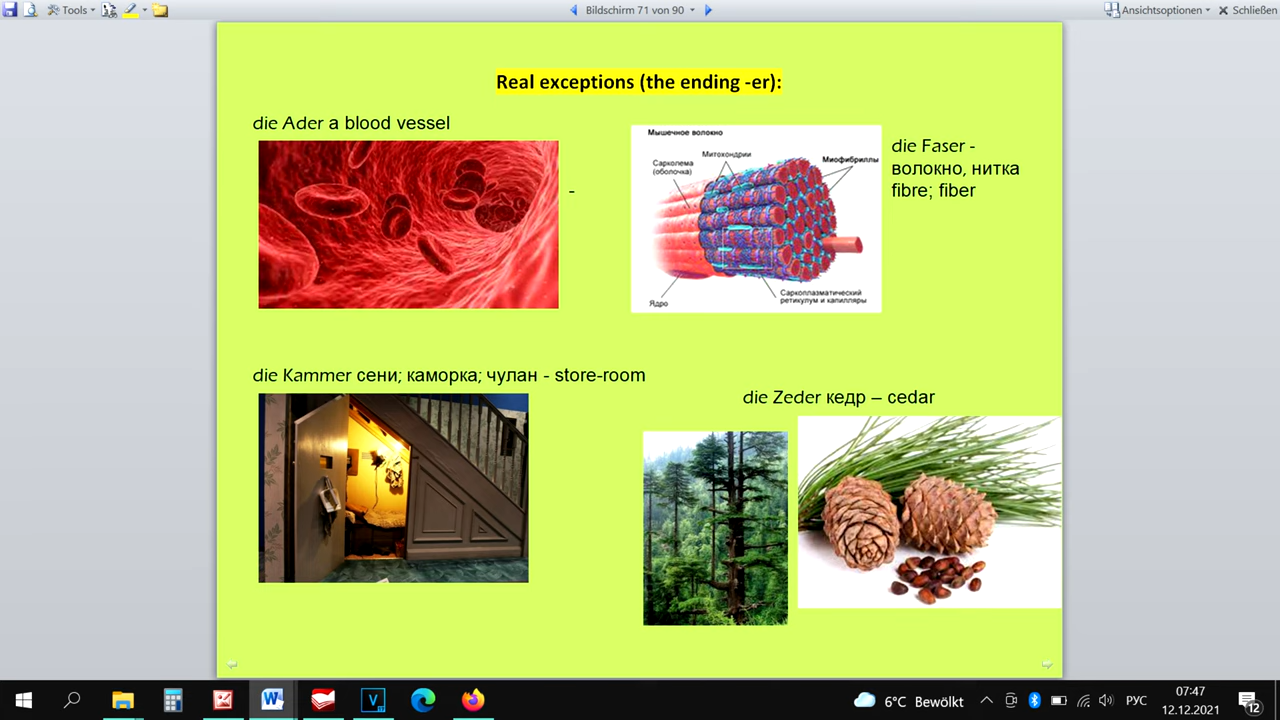 Tools
Bildschirm 71 von 90
Ansichtsoptionen
Schließen
Real exceptions (the ending -er):
die Ader a blood vessel
-
Мышечное волокно
Митохондрии
Сарколема
(оболочка)
Миофибриллы
Ядро
Саркоплазматический
ретикулум и капилляры
die Faser -
волокно, нитка
fibre; fiber
die Kammer сени; каморка; чулан - store-room
die Zeder кедр – cedar
6°C Bewölkt
РУС
07:47
12.12.2021
12